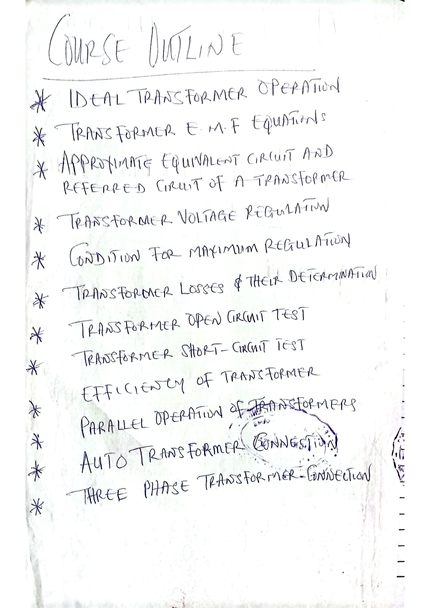 COURSE OUTLINE
* IDEAL TRANSFORMER OPERATION
* TRANSFORMER E.M.F EQUATIONS
* APPROXIMATE EQUIVALENT CIRCUIT AND
REFERRED CIRUIT OF A TRANSFORMER
* TRANSFORMER VOLTAGE REGULATION
* CONDITION FOR MAXIMUM REGULATION
* TRANSFORMER LOSSES & THEIR DETERMINATION
* TRANSFORMER OPEN CIRCUIT TEST
* TRANSFORMER SHORT-CIRCUIT TEST
* EFFICIENCY OF TRANSFORMER
* PARALLEL OPERATION OF TRANSFORMERS
* AUTO TRANSFORMER CONNECTION
* THREE PHASE TRANSFORMER-CONNECTION